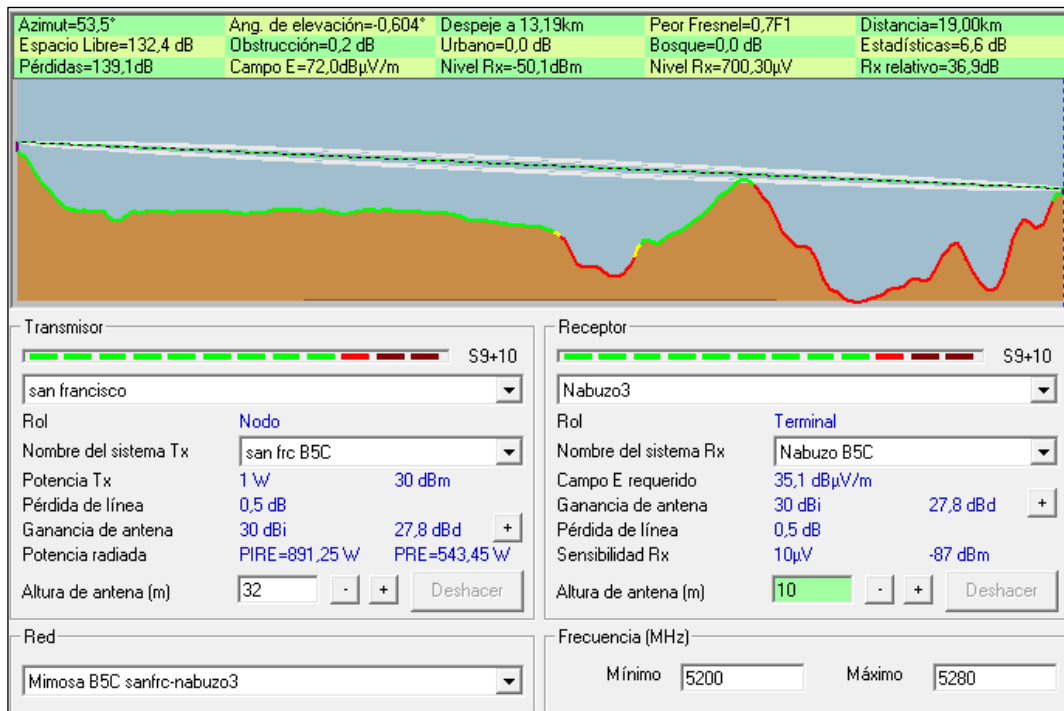 Azimut=53,5° Ang. de elevación=-0,604° Despeje a 13,19km Peor Fresnel=0,7F1 Distancia=19,00km
Espacio Libre=132,4 dB Obstrucción=0,2 dB Urbano=0,0 dB Bosque=0,0 dB Estadísticas=6,6 dB
Pérdidas=139,1dB Campo E=72,0dBµV/m Nivel Rx=-50,1dBm Nivel Rx=700,30µV Rx relativo=36,9dB
Transmisor
S9+10
san francisco
Rol Nodo
Nombre del sistema Tx san frc B5C
Potencia Tx 1 W 30 dBm
Pérdida de línea 0,5 dB
Ganancia de antena 30 dBi 27,8 dBd +
Potencia radiada PIRE=891,25 W PRE=543,45 W
Altura de antena (m) 32 - + Deshacer
Receptor
S9+10
Nabuzo3
Rol Terminal
Nombre del sistema Rx Nabuzo B5C
Campo E requerido 35,1 dBµV/m
Ganancia de antena 30 dBi 27,8 dBd +
Pérdida de línea 0,5 dB
Sensibilidad Rx 10µV -87 dBm
Altura de antena (m) 10 - + Deshacer
Red
Mimosa B5C sanfrc-nabuzo3
Frecuencia (MHz)
Mínimo 5200 Máximo 5280